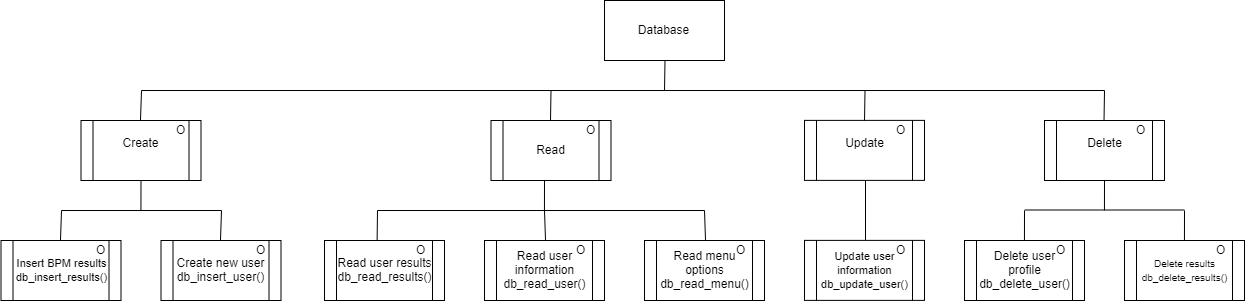 Database
O
Create
O
Read
O
Update
O
Delete
O
Insert BPM results
db_insert_results()
O
Create new user
db_insert_user()
O
Read user results
db_read_results()
O
Read user
information
db_read_user()
O
Read menu
options
db_read_menu()
O
Update user
information
db_update_user()
O
Delete user
profile
db_delete_user()
O
Delete results
db_delete_results()